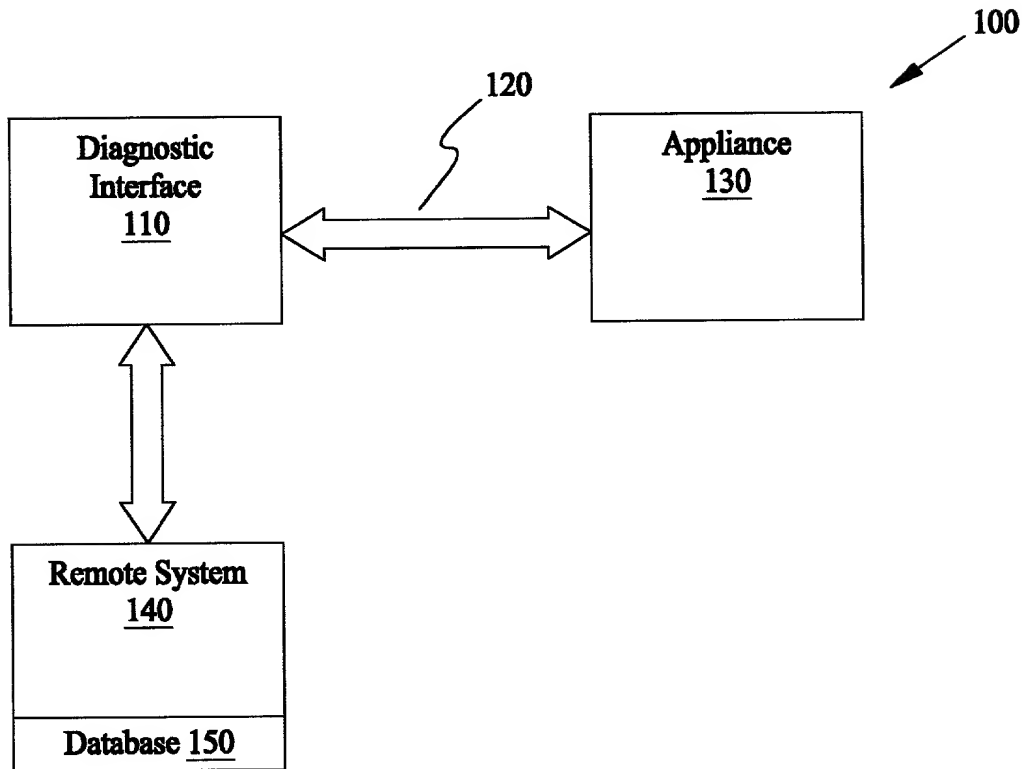 100
120
Diagnostic
Interface
110
Appliance
130
Remote System
140
Database 150